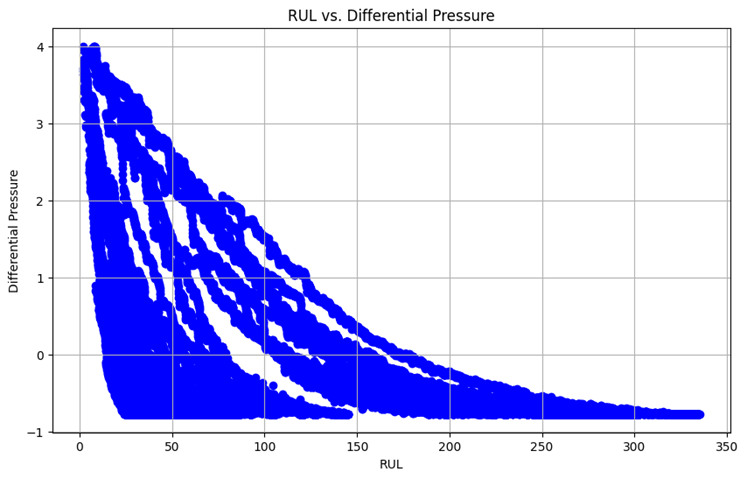 RUL vs. Differential Pressure
4
3
2
1
0
−1
Differential Pressure
0 50 100 150 200 250 300 350
RUL